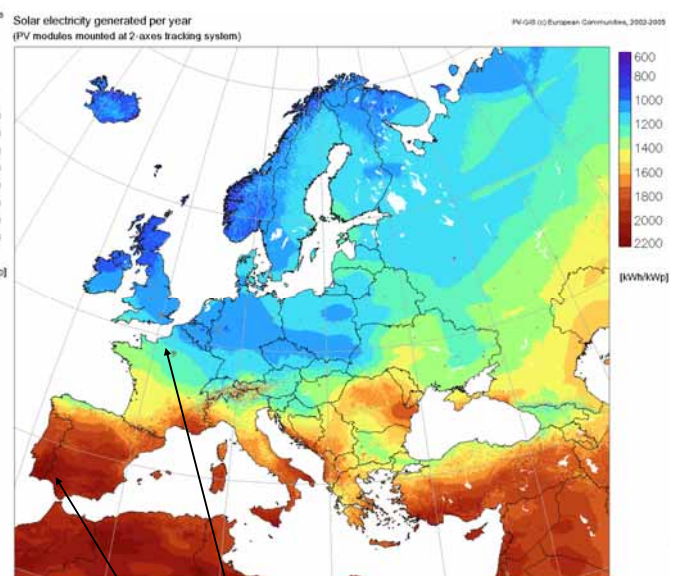 Solar electricity generated per year
(PV modules mounted at 2-axes tracking system)
PV-GIS (c) European Communities, 2002-2005
600
800
1000
1200
1400
1600
1800
2000
2200
[kWh/kWp]